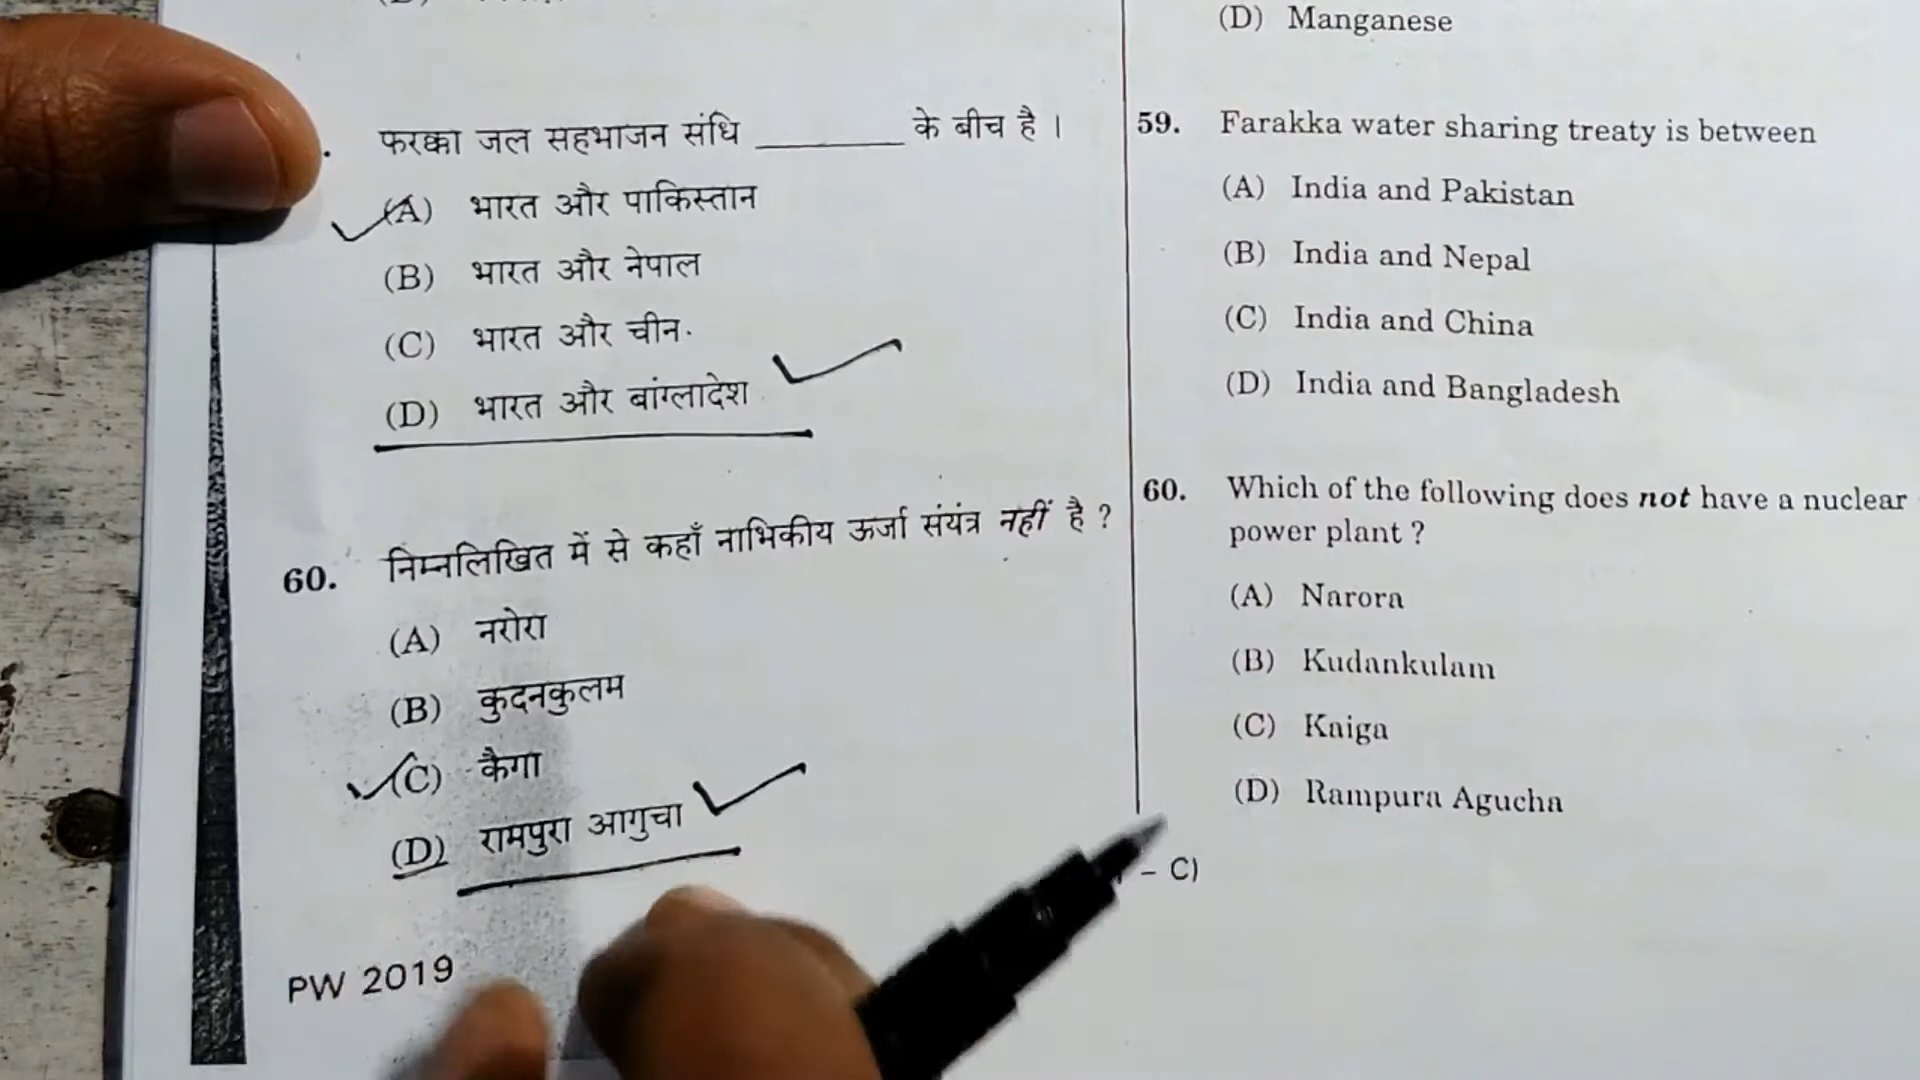 फरक्का जल सहभाजन संधि ________ के बीच है ।
(A) भारत और पाकिस्तान
(B) भारत और नेपाल
(C) भारत और चीन
(D) भारत और बांग्लादेश
60. निम्नलिखित में से कहाँ नाभिकीय ऊर्जा संयंत्र नहीं है ?
(A) नरोरा
(B) कुदनकुलम
(C) कैगा
(D) रामपुरा आगुचा
PW 2019
(D) Manganese
59. Farakka water sharing treaty is between
(A) India and Pakistan
(B) India and Nepal
(C) India and China
(D) India and Bangladesh
60. Which of the following does not have a nuclear
power plant ?
(A) Narora
(B) Kudankulam
(C) Kaiga
(D) Rampura Agucha
– C)